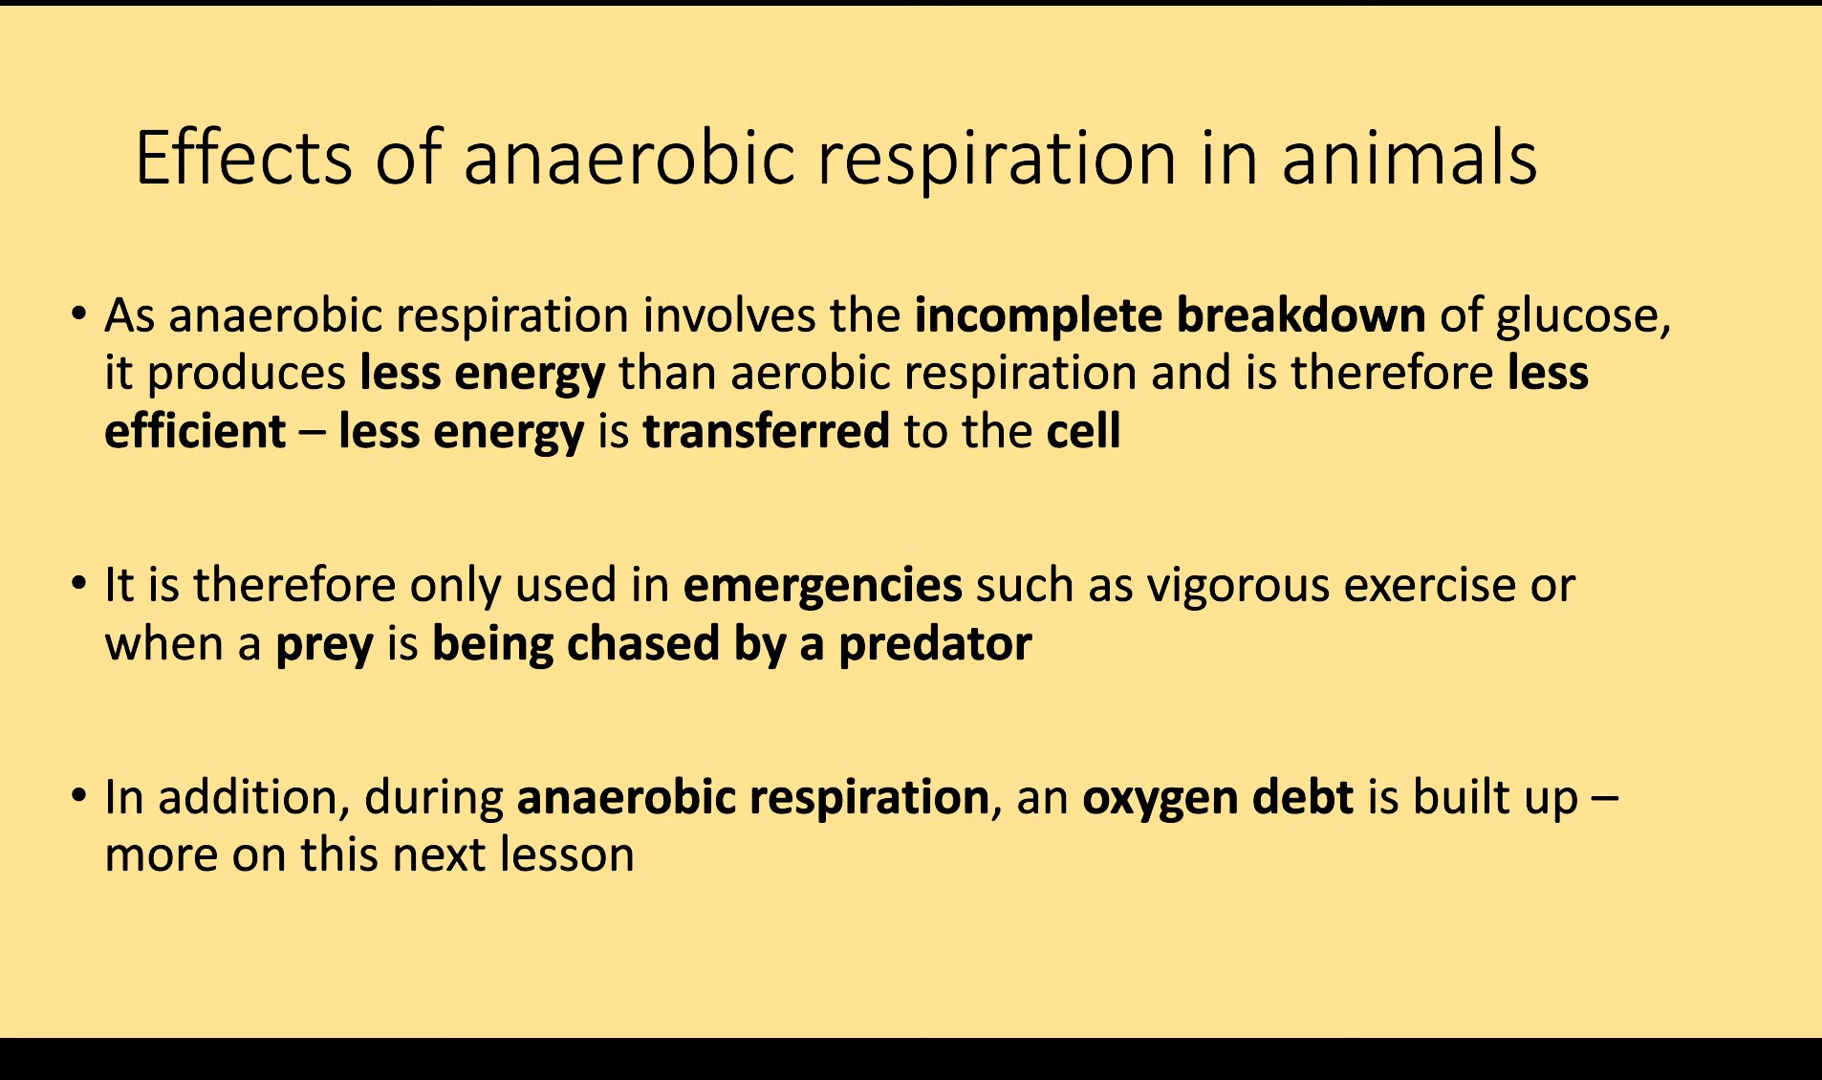 Effects of anaerobic respiration in animals
• As anaerobic respiration involves the incomplete breakdown of glucose,
it produces less energy than aerobic respiration and is therefore less
efficient – less energy is transferred to the cell
• It is therefore only used in emergencies such as vigorous exercise or
when a prey is being chased by a predator
• In addition, during anaerobic respiration, an oxygen debt is built up –
more on this next lesson